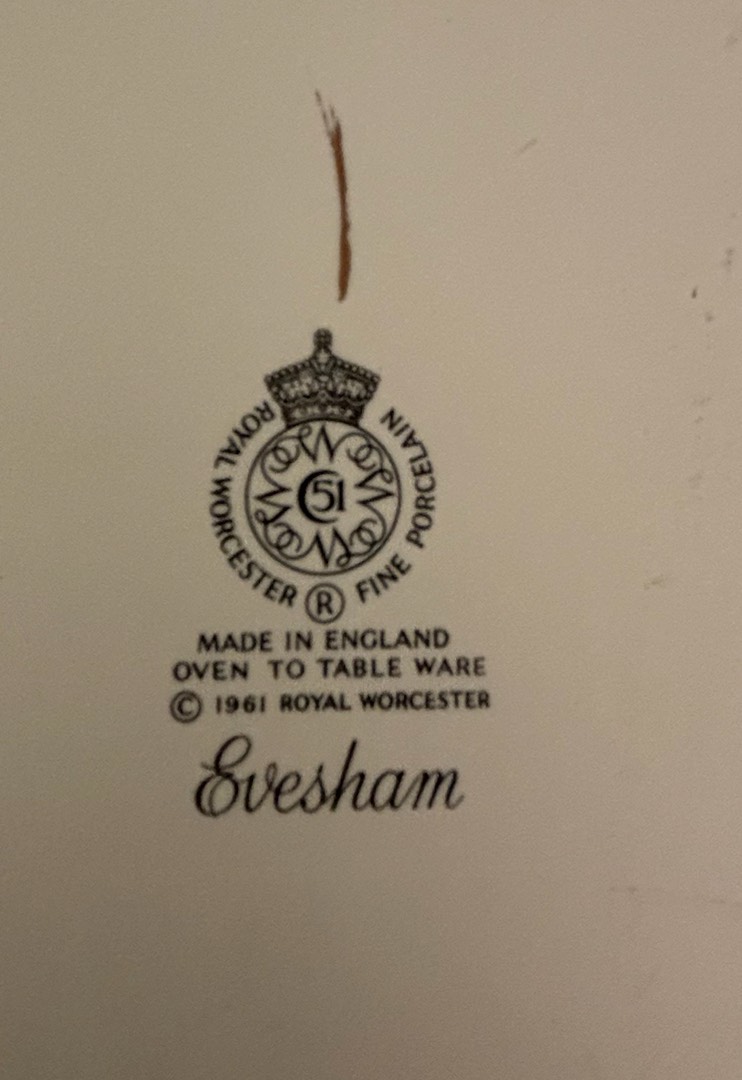 ROYAL WORCESTER ® FINE PORCELAIN
51
MADE IN ENGLAND
OVEN TO TABLE WARE
© 1961 ROYAL WORCESTER
Evesham